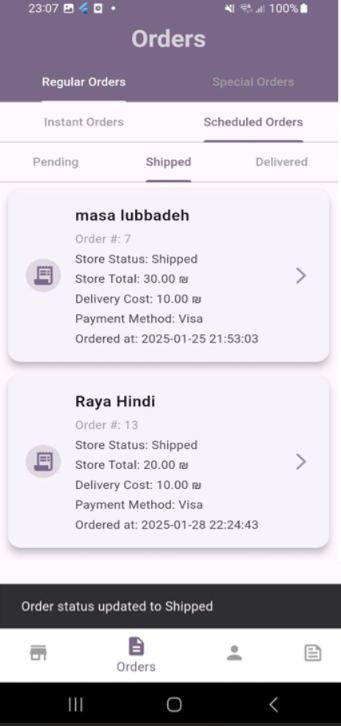 23:07 100%
Orders
Regular Orders Special Orders
Instant Orders Scheduled Orders
Pending Shipped Delivered
masa lubbadeh
Order #: 7
Store Status: Shipped
Store Total: 30.00 ₪
Delivery Cost: 10.00 ₪
Payment Method: Visa
Ordered at: 2025-01-25 21:53:03
Raya Hindi
Order #: 13
Store Status: Shipped
Store Total: 20.00 ₪
Delivery Cost: 10.00 ₪
Payment Method: Visa
Ordered at: 2025-01-28 22:24:43
Order status updated to Shipped
Orders